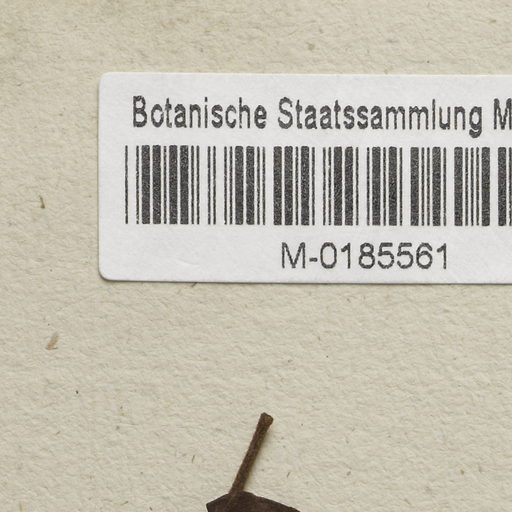 Botanische Staatssammlung M
M-0185561